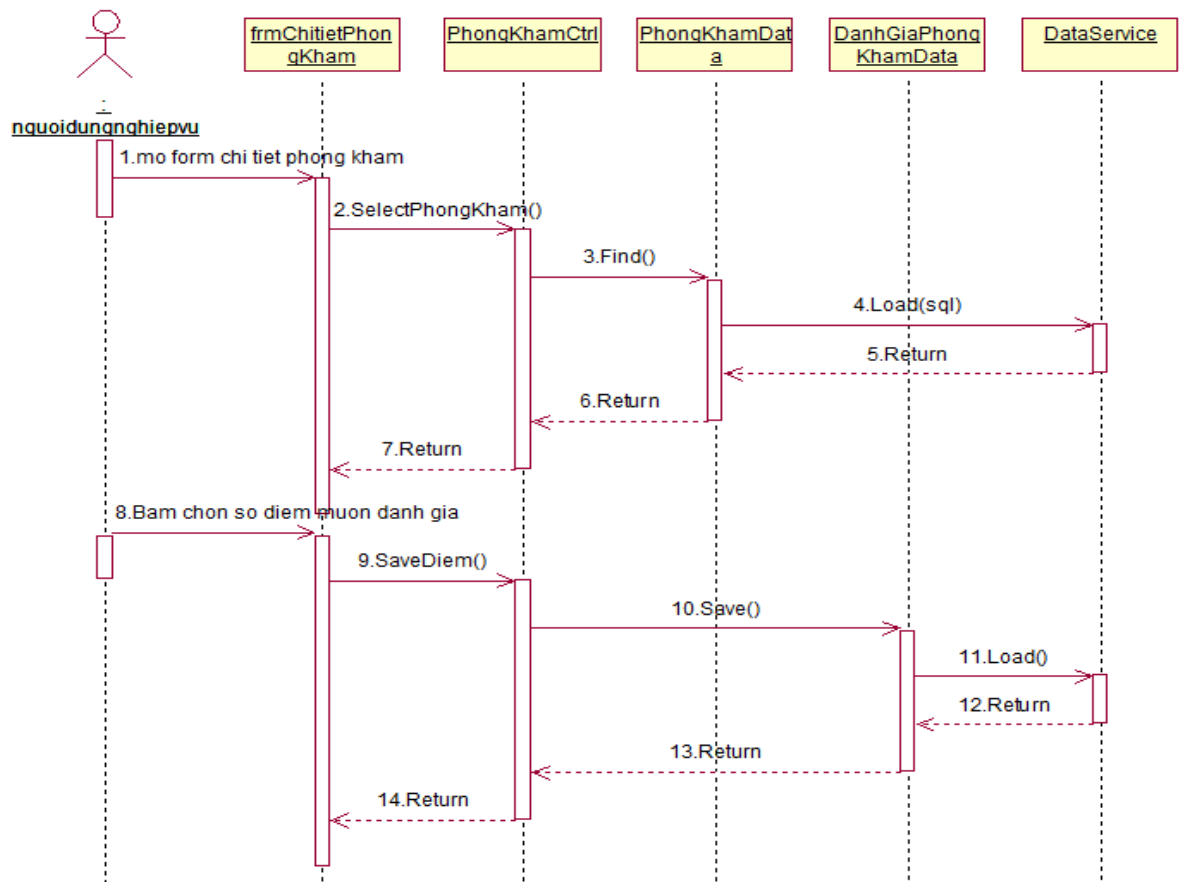 frmChitietPhon
gKham
PhongKhamCtrl
PhongKhamDat
a
DanhGiaPhong
KhamData
DataService
:
nguoidungnghiepvu
1.mo form chi tiet phong kham
2.SelectPhongKham()
3.Find()
4.Load(sql)
5.Return
6.Return
7.Return
8.Bam chon so diem muon danh gia
9.SaveDiem()
10.Save()
11.Load()
12.Return
13.Return
14.Return